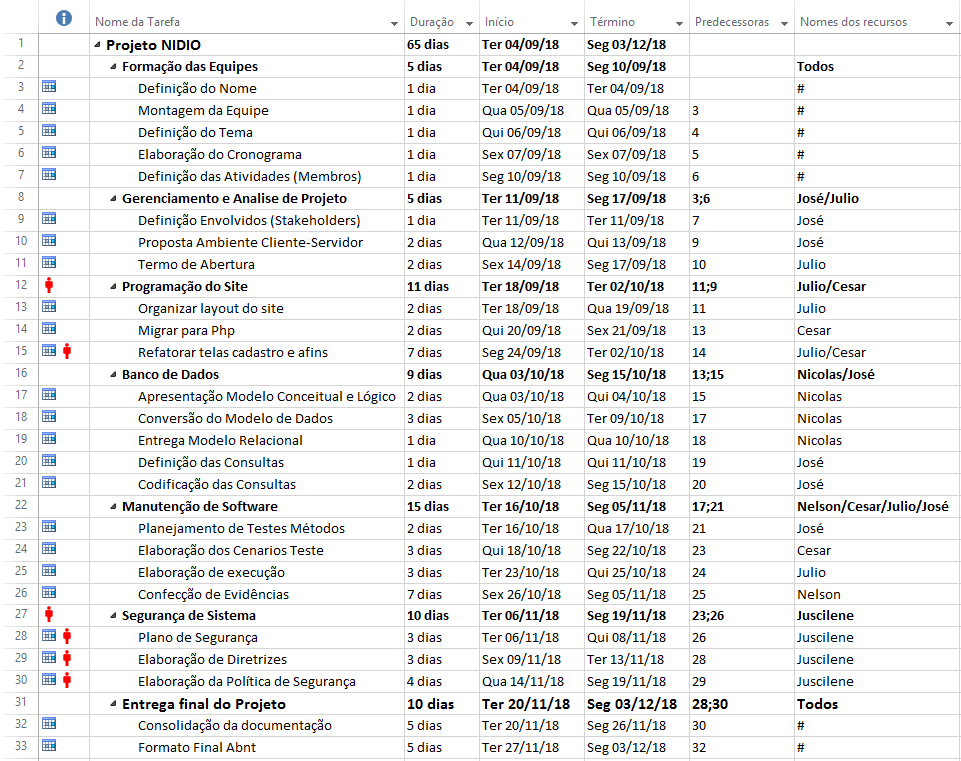 Nome da Tarefa Duração Início Término Predecessoras Nomes dos recursos
1 Projeto NIDIO 65 dias Ter 04/09/18 Seg 03/12/18
2 Formação das Equipes 5 dias Ter 04/09/18 Seg 10/09/18 Todos
3 Definição do Nome 1 dia Ter 04/09/18 Ter 04/09/18 #
4 Montagem da Equipe 1 dia Qua 05/09/18 Qua 05/09/18 3 #
5 Definição do Tema 1 dia Qui 06/09/18 Qui 06/09/18 4 #
6 Elaboração do Cronograma 1 dia Sex 07/09/18 Sex 07/09/18 5 #
7 Definição das Atividades (Membros) 1 dia Seg 10/09/18 Seg 10/09/18 6 #
8 Gerenciamento e Analise de Projeto 5 dias Ter 11/09/18 Seg 17/09/18 3;6 José/Julio
9 Definição Envolvidos (Stakeholders) 1 dia Ter 11/09/18 Ter 11/09/18 7 José
10 Proposta Ambiente Cliente-Servidor 2 dias Qua 12/09/18 Qui 13/09/18 9 José
11 Termo de Abertura 2 dias Sex 14/09/18 Seg 17/09/18 10 Julio
12 Programação do Site 11 dias Ter 18/09/18 Ter 02/10/18 11;9 Julio/Cesar
13 Organizar layout do site 2 dias Ter 18/09/18 Qua 19/09/18 11 Julio
14 Migrar para Php 2 dias Qui 20/09/18 Sex 21/09/18 13 Cesar
15 Refatorar telas cadastro e afins 7 dias Seg 24/09/18 Ter 02/10/18 14 Julio/Cesar
16 Banco de Dados 9 dias Qua 03/10/18 Seg 15/10/18 13;15 Nicolas/José
17 Apresentação Modelo Conceitual e Lógico 2 dias Qua 03/10/18 Qui 04/10/18 15 Nicolas
18 Conversão do Modelo de Dados 3 dias Sex 05/10/18 Ter 09/10/18 17 Nicolas
19 Entrega Modelo Relacional 1 dia Qua 10/10/18 Qua 10/10/18 18 Nicolas
20 Definição das Consultas 1 dia Qui 11/10/18 Qui 11/10/18 19 José
21 Codificação das Consultas 2 dias Sex 12/10/18 Seg 15/10/18 20 José
22 Manutenção de Software 15 dias Ter 16/10/18 Seg 05/11/18 17;21 Nelson/Cesar/Julio/José
23 Planejamento de Testes Métodos 2 dias Ter 16/10/18 Qua 17/10/18 21 José
24 Elaboração dos Cenarios Teste 3 dias Qui 18/10/18 Seg 22/10/18 23 Cesar
25 Elaboração de execução 3 dias Ter 23/10/18 Qui 25/10/18 24 Julio
26 Confecção de Evidências 7 dias Sex 26/10/18 Seg 05/11/18 25 Nelson
27 Segurança de Sistema 10 dias Ter 06/11/18 Seg 19/11/18 23;26 Juscilene
28 Plano de Segurança 3 dias Ter 06/11/18 Qui 08/11/18 26 Juscilene
29 Elaboração de Diretrizes 3 dias Sex 09/11/18 Ter 13/11/18 28 Juscilene
30 Elaboração da Política de Segurança 4 dias Qua 14/11/18 Seg 19/11/18 29 Juscilene
31 Entrega final do Projeto 10 dias Ter 20/11/18 Seg 03/12/18 28;30 Todos
32 Consolidação da documentação 5 dias Ter 20/11/18 Seg 26/11/18 30 #
33 Formato Final Abnt 5 dias Ter 27/11/18 Seg 03/12/18 32 #